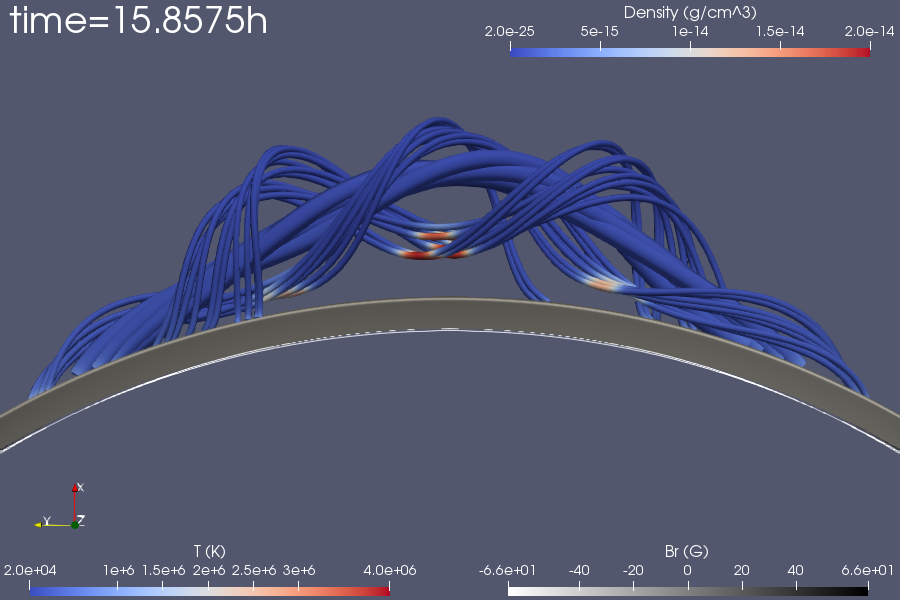 time=15.8575h
Density (g/cm^3)
2.0e-25 5e-15 1e-14 1.5e-14 2.0e-14
X
Y Z
T (K)
2.0e+04 1e+6 1.5e+6 2e+6 2.5e+6 3e+6 4.0e+06
Br (G)
-6.6e+01 -40 -20 0 20 40 6.6e+01